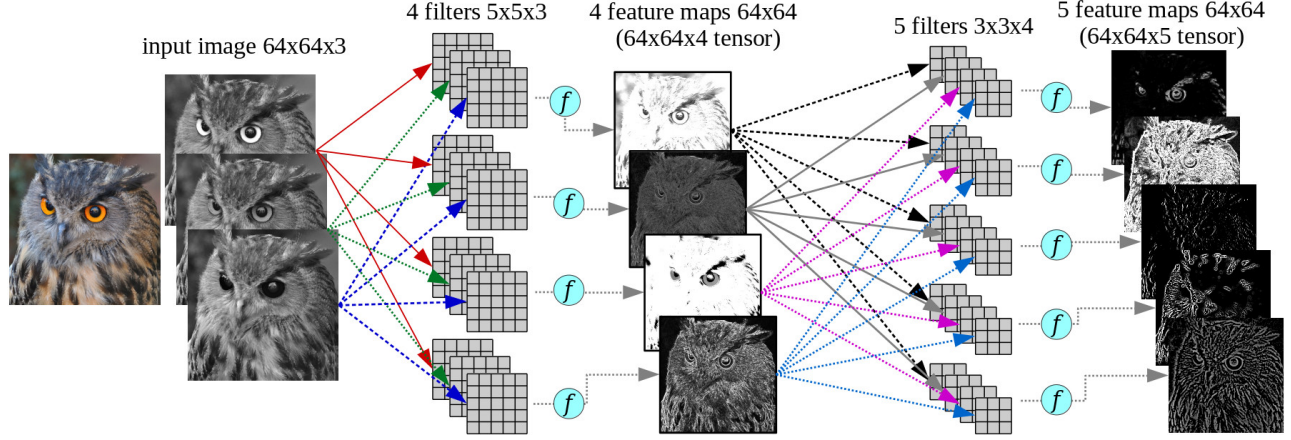 input image 64x64x3
4 filters 5x5x3
4 feature maps 64x64
(64x64x4 tensor)
5 filters 3x3x4
5 feature maps 64x64
(64x64x5 tensor)
f
f
f
f
f
f
f
f
f